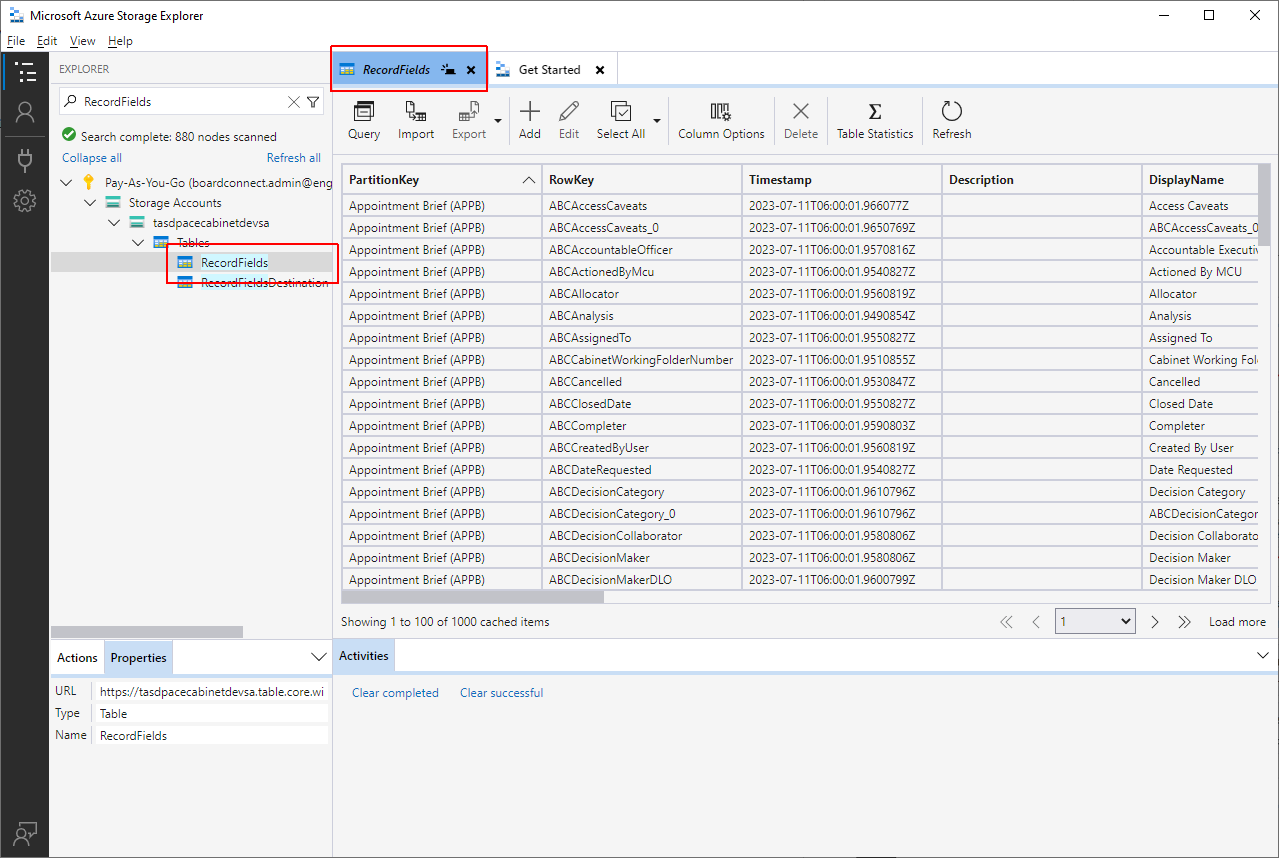 Microsoft Azure Storage Explorer
File Edit View Help
EXPLORER
RecordFields
Search complete: 880 nodes scanned
Collapse all Refresh all
Pay-As-You-Go (boardconnect.admin@eng
Storage Accounts
tasdpacecabinetdevsa
Tables
RecordFields
RecordFieldsDestination
RecordFields Get Started
Query Import Export Add Edit Select All Column Options Delete Table Statistics Refresh
PartitionKey RowKey Timestamp Description DisplayName
Appointment Brief (APPB) ABCAccessCaveats 2023-07-11T06:00:01.966077Z Access Caveats
Appointment Brief (APPB) ABCAccessCaveats_0 2023-07-11T06:00:01.9650769Z ABCAccessCaveats_0
Appointment Brief (APPB) ABCAccountableOfficer 2023-07-11T06:00:01.9570816Z Accountable Executiv
Appointment Brief (APPB) ABCActionedByMcu 2023-07-11T06:00:01.9540827Z Actioned By MCU
Appointment Brief (APPB) ABCAllocator 2023-07-11T06:00:01.9560819Z Allocator
Appointment Brief (APPB) ABCAnalysis 2023-07-11T06:00:01.9490854Z Analysis
Appointment Brief (APPB) ABCAssignedTo 2023-07-11T06:00:01.9550827Z Assigned To
Appointment Brief (APPB) ABCCabinetWorkingFolderNumber 2023-07-11T06:00:01.9510855Z Cabinet Working Fol
Appointment Brief (APPB) ABCCancelled 2023-07-11T06:00:01.9530847Z Cancelled
Appointment Brief (APPB) ABCClosedDate 2023-07-11T06:00:01.9550827Z Closed Date
Appointment Brief (APPB) ABCCompleter 2023-07-11T06:00:01.9590803Z Completer
Appointment Brief (APPB) ABCCreatedByUser 2023-07-11T06:00:01.9560819Z Created By User
Appointment Brief (APPB) ABCDateRequested 2023-07-11T06:00:01.9540827Z Date Requested
Appointment Brief (APPB) ABCDecisionCategory 2023-07-11T06:00:01.9610796Z Decision Category
Appointment Brief (APPB) ABCDecisionCategory_0 2023-07-11T06:00:01.9610796Z ABCDecisionCategor
Appointment Brief (APPB) ABCDecisionCollaborator 2023-07-11T06:00:01.9580806Z Decision Collaborato
Appointment Brief (APPB) ABCDecisionMaker 2023-07-11T06:00:01.9580806Z Decision Maker
Appointment Brief (APPB) ABCDecisionMakerDLO 2023-07-11T06:00:01.9600799Z Decision Maker DLO
Showing 1 to 100 of 1000 cached items 1 Load more
Actions Properties
URL https://tasdpacecabinetdevsa.table.core.wi
Type Table
Name RecordFields
Activities
Clear completed Clear successful